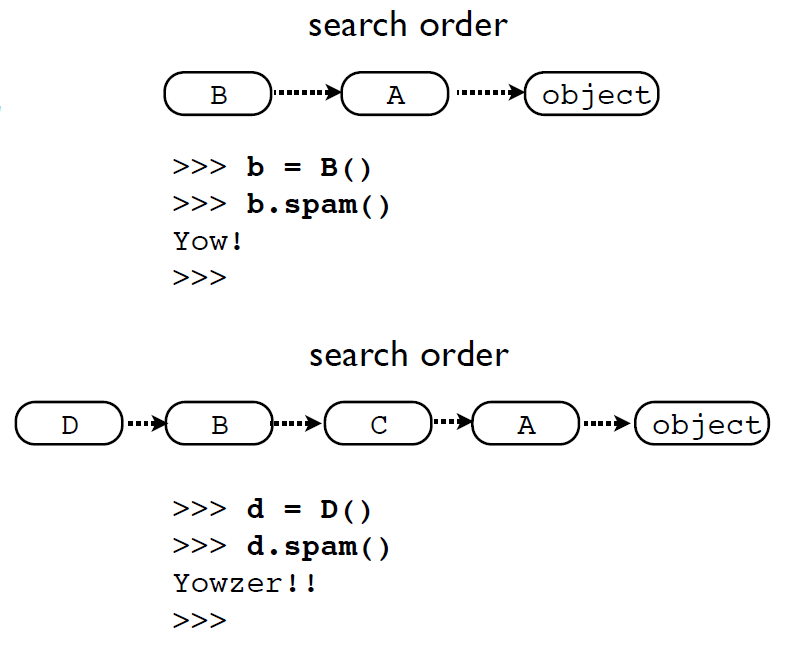 search order
B A object
>>> b = B()
>>> b.spam()
Yow!
>>>
search order
D B C A object
>>> d = D()
>>> d.spam()
Yowzer!!
>>>